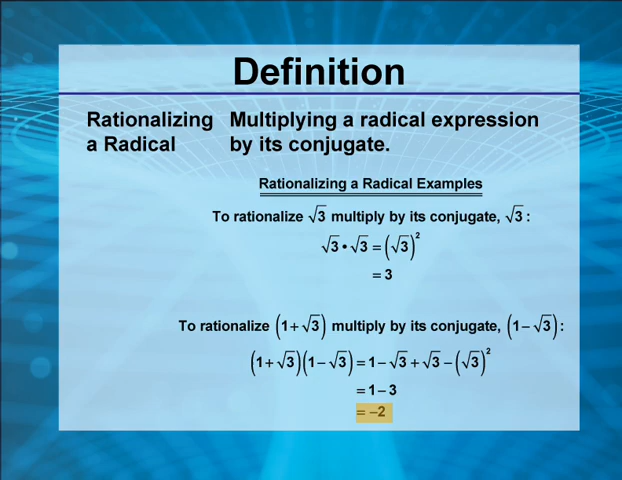 Definition
Rationalizing a Radical
Multiplying a radical expression by its conjugate.
Rationalizing a Radical Examples
To rationalize √3 multiply by its conjugate, √3 :
√3 • √3 = (√3)²
= 3
To rationalize (1+ √3) multiply by its conjugate, (1− √3) :
(1+ √3)(1− √3) = 1− √3 + √3 − (√3)²
= 1− 3
= −2